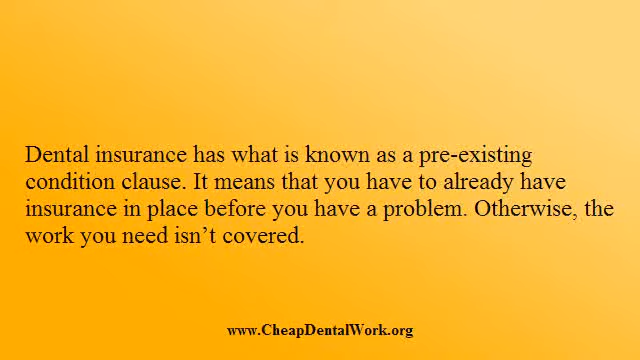 Dental insurance has what is known as a pre-existing
condition clause. It means that you have to already have
insurance in place before you have a problem. Otherwise, the
work you need isn’t covered.
www.CheapDentalWork.org